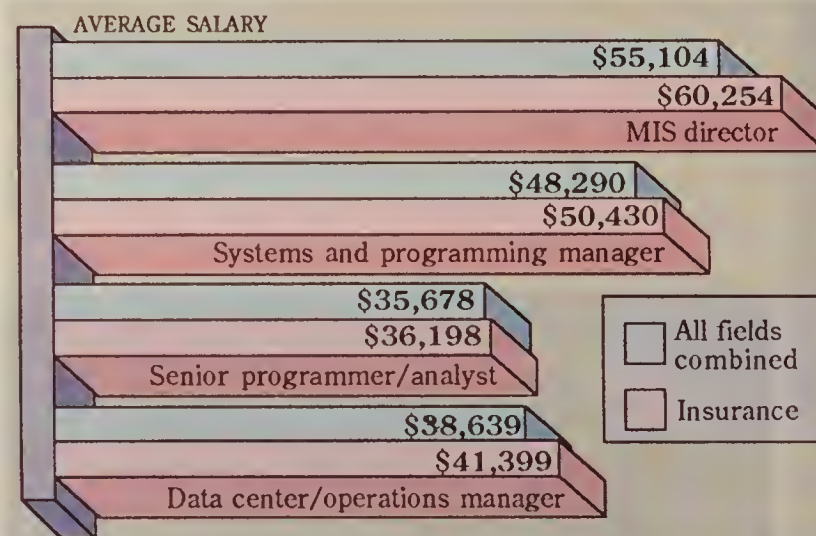 AVERAGE SALARY
$55,104
$60,254
MIS director
$48,290
$50,430
Systems and programming manager
$35,678
$36,198
Senior programmer/analyst
$38,639
$41,399
Data center/operations manager
All fields
combined
Insurance